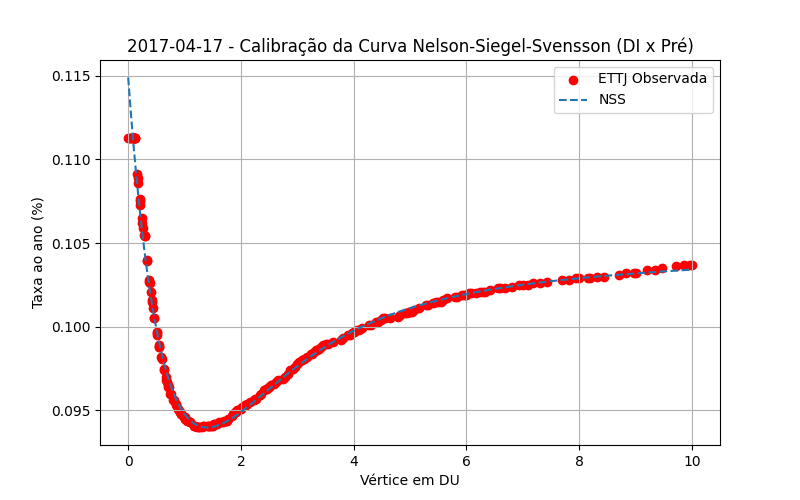 2017-04-17 - Calibração da Curva Nelson-Siegel-Svensson (DI x Pré)
ETTJ Observada
NSS
Taxa ao ano (%)
0.115
0.110
0.105
0.100
0.095
0 2 4 6 8 10
Vértice em DU